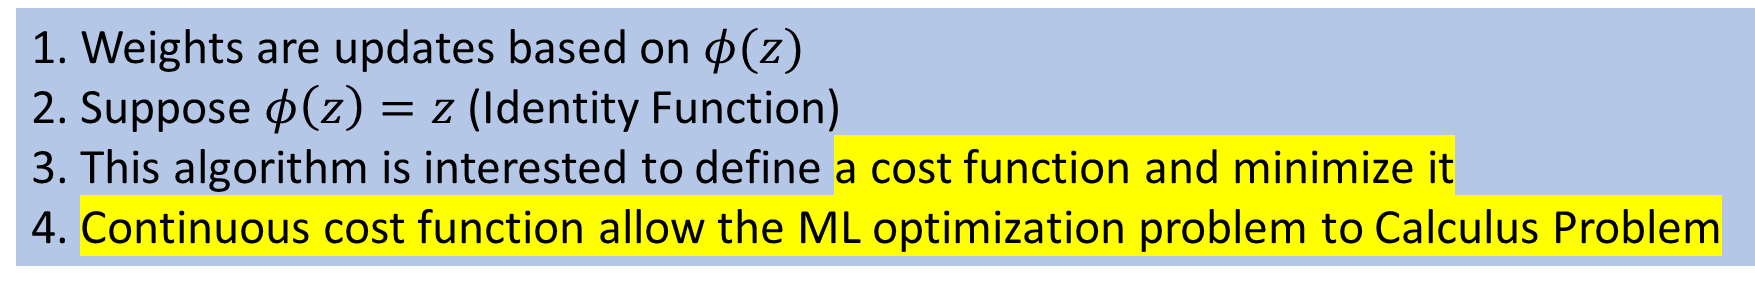 1. Weights are updates based on 𝜙(𝑧)
2. Suppose 𝜙(𝑧) = 𝑧 (Identity Function)
3. This algorithm is interested to define a cost function and minimize it
4. Continuous cost function allow the ML optimization problem to Calculus Problem